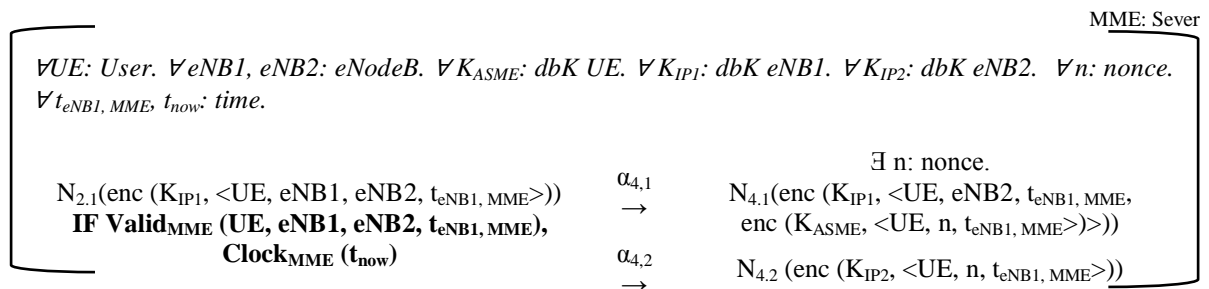 MME: Sever
∀UE: User. ∀ eNB1, eNB2: eNodeB. ∀ K_ASME: dbK UE. ∀ K_IP1: dbK eNB1. ∀ K_IP2: dbK eNB2. ∀ n: nonce.
∀ t_eNB1, MME, t_now: time.
∃ n: nonce.
N_2.1(enc (K_IP1, <UE, eNB1, eNB2, t_eNB1, MME>)) α_4,1 → N_4.1(enc (K_IP1, <UE, eNB2, t_eNB1, MME,
IF Valid_MME (UE, eNB1, eNB2, t_eNB1, MME), enc (K_ASME, <UE, n, t_eNB1, MME>)>))
Clock_MME (t_now) α_4,2 → N_4.2 (enc (K_IP2, <UE, n, t_eNB1, MME>))